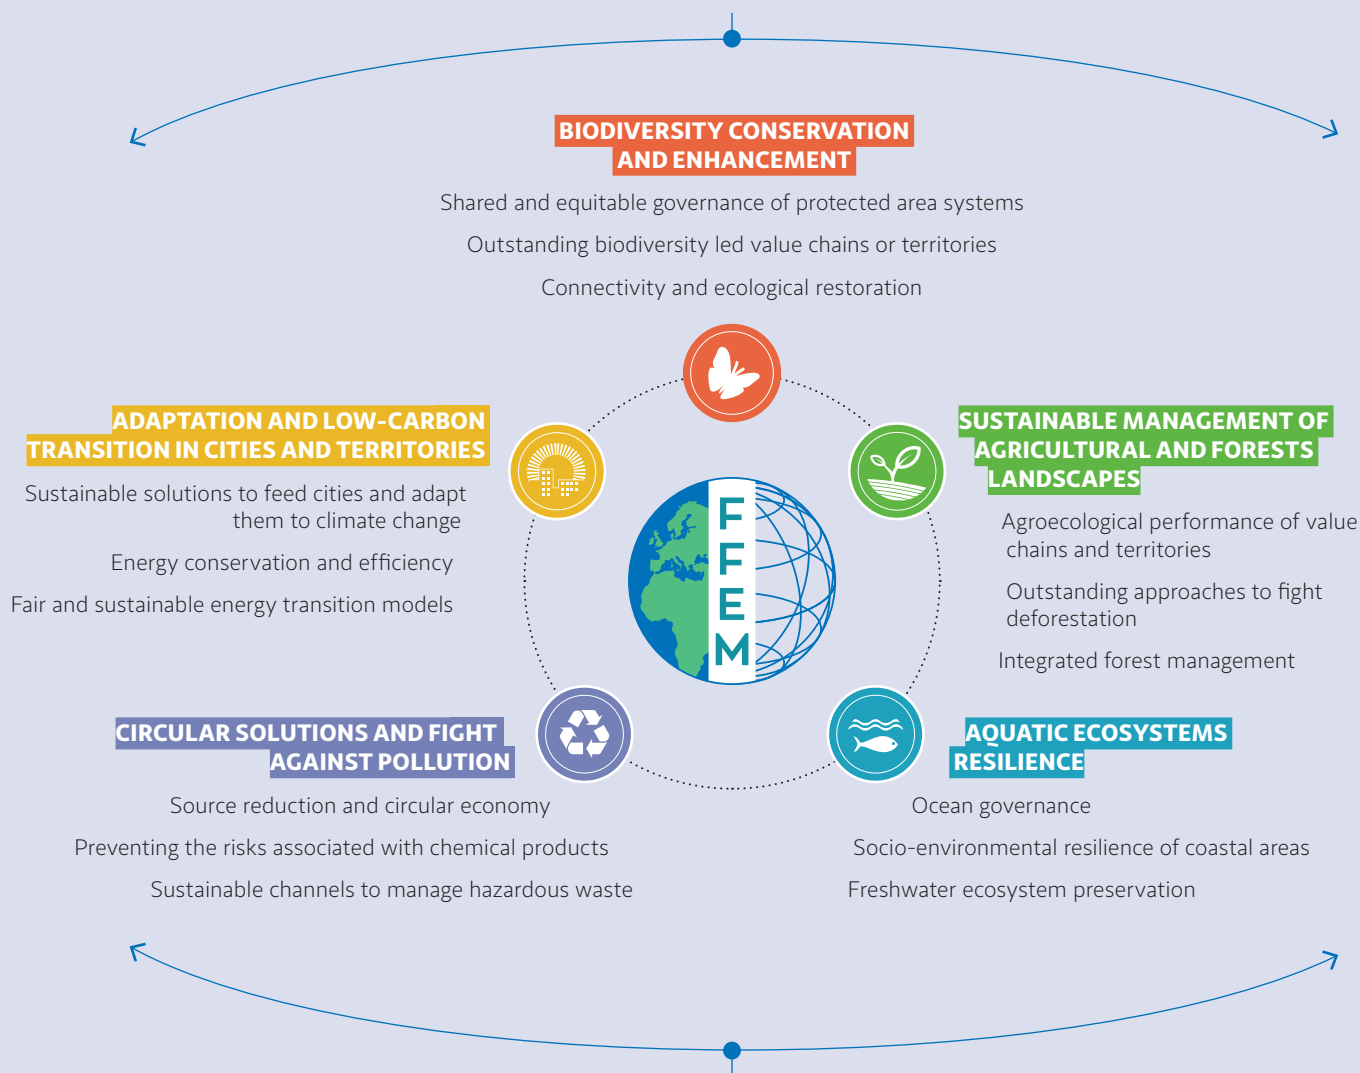 BIODIVERSITY CONSERVATION
AND ENHANCEMENT
Shared and equitable governance of protected area systems
Outstanding biodiversity led value chains or territories
Connectivity and ecological restoration
ADAPTATION AND LOW-CARBON
TRANSITION IN CITIES AND TERRITORIES
Sustainable solutions to feed cities and adapt
them to climate change
Energy conservation and efficiency
Fair and sustainable energy transition models
SUSTAINABLE MANAGEMENT OF
AGRICULTURAL AND FORESTS
LANDSCAPES
Agroecological performance of value
chains and territories
Outstanding approaches to fight
deforestation
Integrated forest management
F
F
E
M
CIRCULAR SOLUTIONS AND FIGHT
AGAINST POLLUTION
Source reduction and circular economy
Preventing the risks associated with chemical products
Sustainable channels to manage hazardous waste
AQUATIC ECOSYSTEMS
RESILIENCE
Ocean governance
Socio-environmental resilience of coastal areas
Freshwater ecosystem preservation